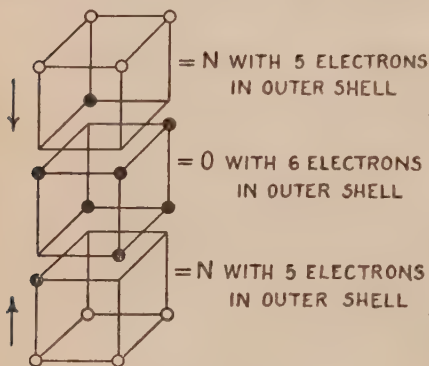 = N WITH 5 ELECTRONS
IN OUTER SHELL
= O WITH 6 ELECTRONS
IN OUTER SHELL
= N WITH 5 ELECTRONS
IN OUTER SHELL